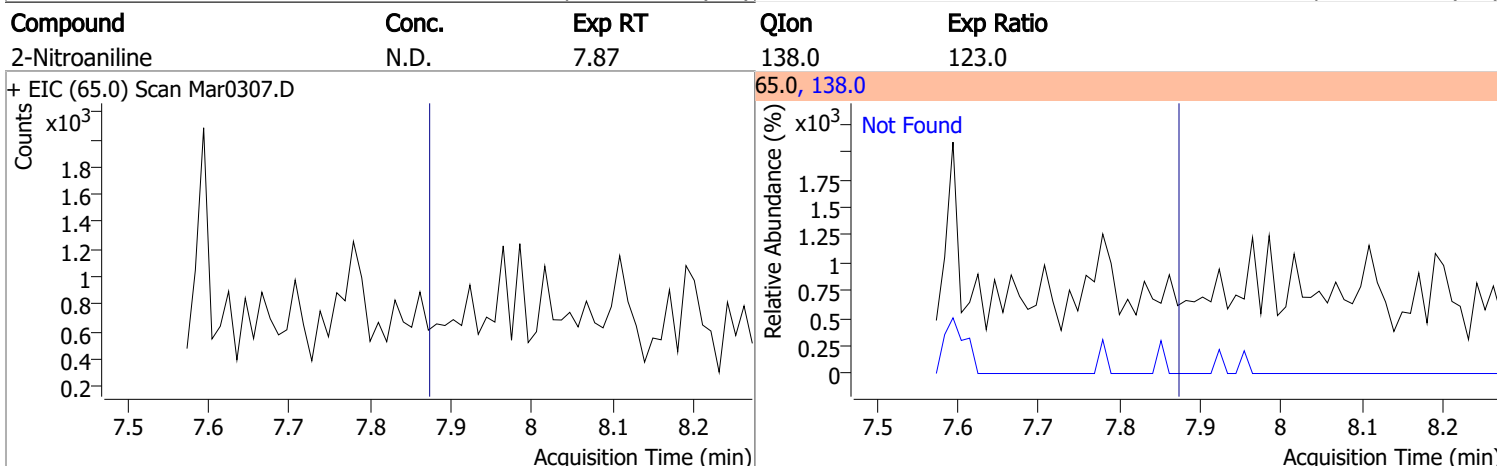 Compound Conc. Exp RT QIon Exp Ratio
2-Nitroaniline N.D. 7.87 138.0 123.0
+ EIC (65.0) Scan Mar0307.D
Counts
x10³
1.8
1.6
1.4
1.2
1
0.8
0.6
0.4
0.2
7.5 7.6 7.7 7.8 7.9 8 8.1 8.2
Acquisition Time (min)
65.0, 138.0
Relative Abundance (%)
x10³
Not Found
1.75
1.5
1.25
1
0.75
0.5
0.25
0
7.5 7.6 7.7 7.8 7.9 8 8.1 8.2
Acquisition Time (min)